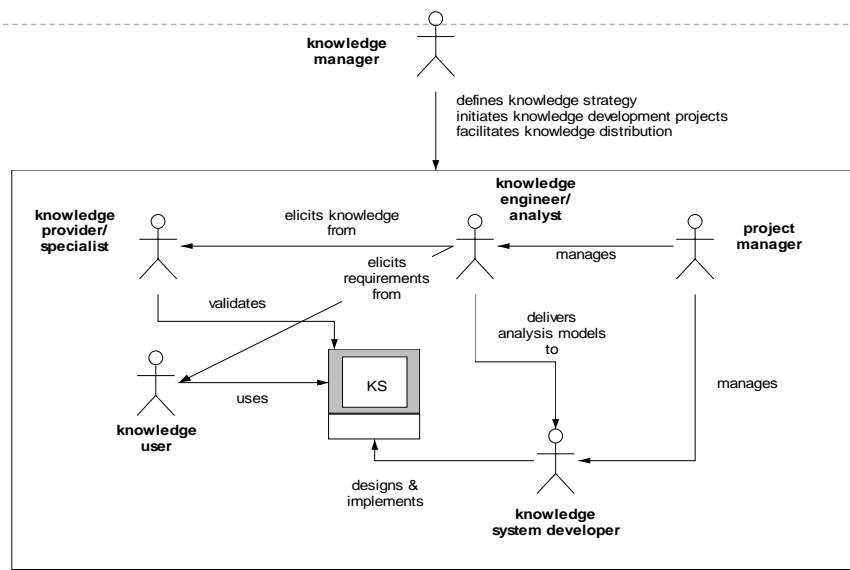 knowledge
manager
defines knowledge strategy
initiates knowledge development projects
facilitates knowledge distribution
knowledge
provider/
specialist
elicits knowledge
from
knowledge
engineer/
analyst
project
manager
manages
elicits
requirements
from
validates
delivers
analysis models
to
manages
KS
uses
knowledge
user
designs &
implements
knowledge
system developer